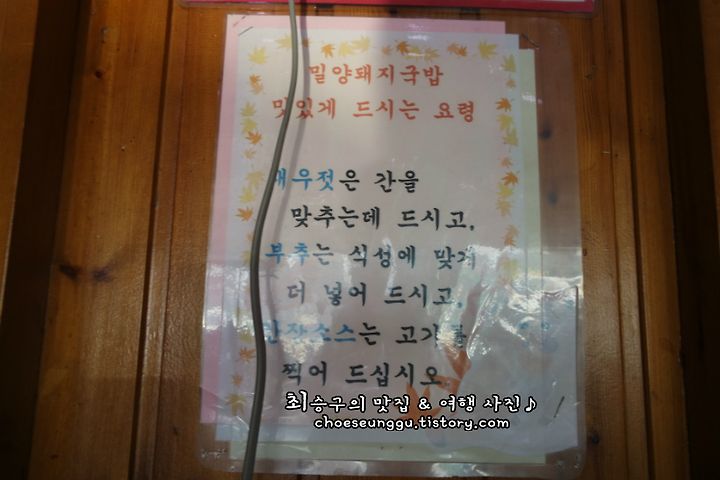 밀양돼지국밥
맛있게 드시는 요령
새우젓은 간을
맞추는데 드시고,
부추는 식성에 맞게
더 넣어 드시고,
간장소스는 고기를
찍어 드십시오.
최승구의 맛집 & 여행 사진♪
choeseunggu.tistory.com